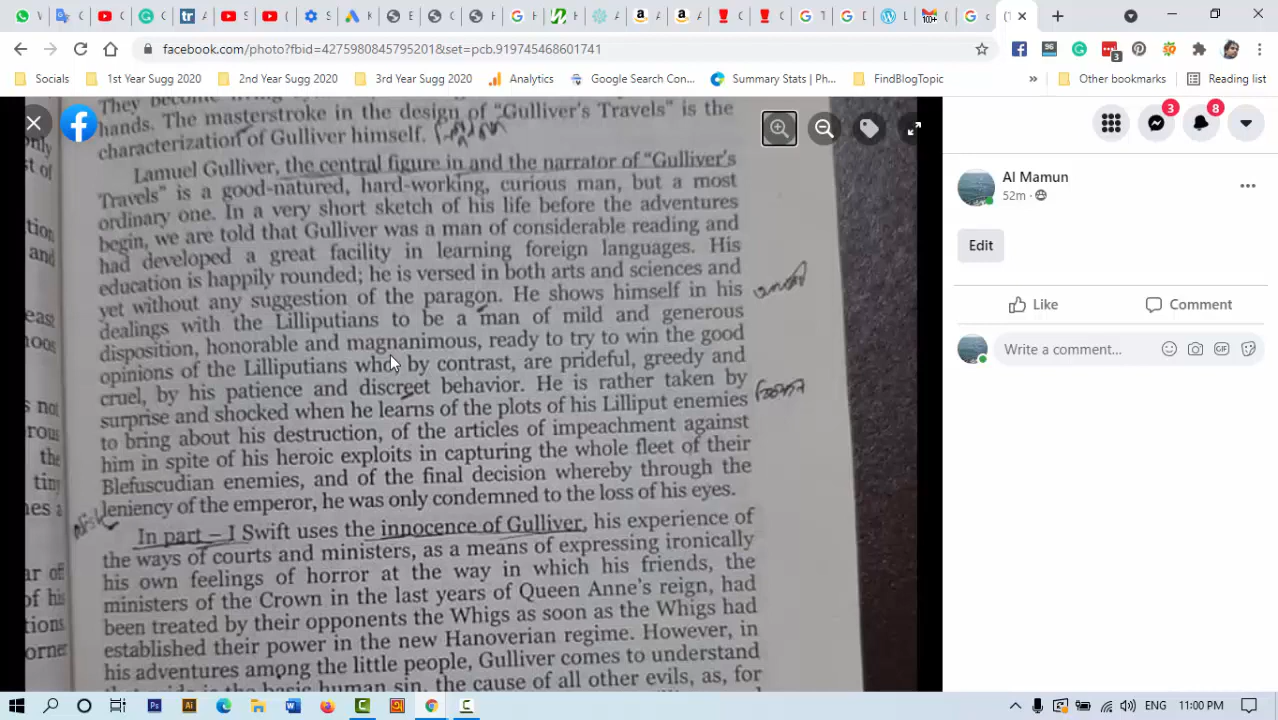 facebook.com/photo?fbid=4275980845795201&set=pcb.919745468601741
Socials 1st Year Sugg 2020 2nd Year Sugg 2020 3rd Year Sugg 2020 Analytics Google Search Con... Summary Stats | Ph... FindBlogTopic » Other bookmarks Reading list
hands. The masterstroke in the design of "Gulliver's Travels" is the
characterization of Gulliver himself.
Lamuel Gulliver, the central figure in and the narrator of "Gulliver's
Travels" is a good-natured, hard-working, curious man, but a most
ordinary one. In a very short sketch of his life before the adventures
begin, we are told that Gulliver was a man of considerable reading and
had developed a great facility in learning foreign languages. His
education is happily rounded; he is versed in both arts and sciences and
yet without any suggestion of the paragon. He shows himself in his
dealings with the Lilliputians to be a man of mild and generous
disposition, honorable and magnanimous, ready to try to win the good
opinions of the Lilliputians who by contrast, are prideful, greedy and
cruel, by his patience and discreet behavior. He is rather taken by
surprise and shocked when he learns of the plots of his Lilliput enemies
to bring about his destruction, of the articles of impeachment against
him in spite of his heroic exploits in capturing the whole fleet of their
Blefuscudian enemies, and of the final decision whereby through the
leniency of the emperor, he was only condemned to the loss of his eyes.
In part – I Swift uses the innocence of Gulliver, his experience of
the ways of courts and ministers, as a means of expressing ironically
his own feelings of horror at the way in which his friends, the
ministers of the Crown in the last years of Queen Anne's reign, had
been treated by their opponents the Whigs as soon as the Whigs had
established their power in the new Hanoverian regime. However, in
his adventures among the little people, Gulliver comes to understand
basic human sin, the cause of all other evils, as, for
3 8
Al Mamun
52m
Edit
Like Comment
Write a comment...
11:00 PM